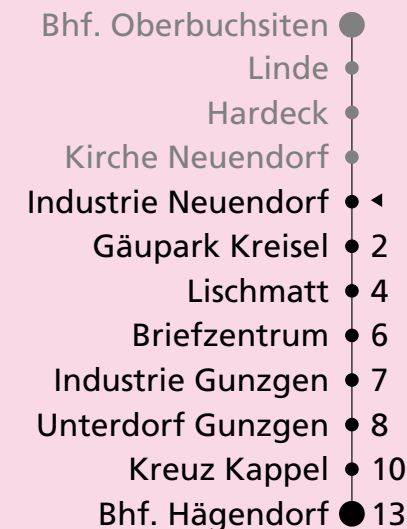 Bhf. Oberbuchsiten
Linde
Hardeck
Kirche Neuendorf
Industrie Neuendorf
Gäupark Kreisel 2
Lischmatt 4
Briefzentrum 6
Industrie Gunzgen 7
Unterdorf Gunzgen 8
Kreuz Kappel 10
Bhf. Hägendorf 13